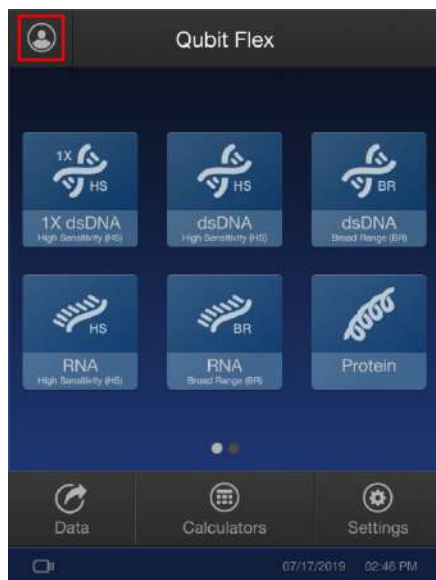 Qubit Flex
1X
HS
HS
BR
1X dsDNA
High Sensitivity (HS)
dsDNA
High Sensitivity (HS)
dsDNA
Broad Range (BR)
HS
BR
RNA
High Sensitivity (HS)
RNA
Broad Range (BR)
Protein
Data
Calculators
Settings
07/17/2019 02:46 PM